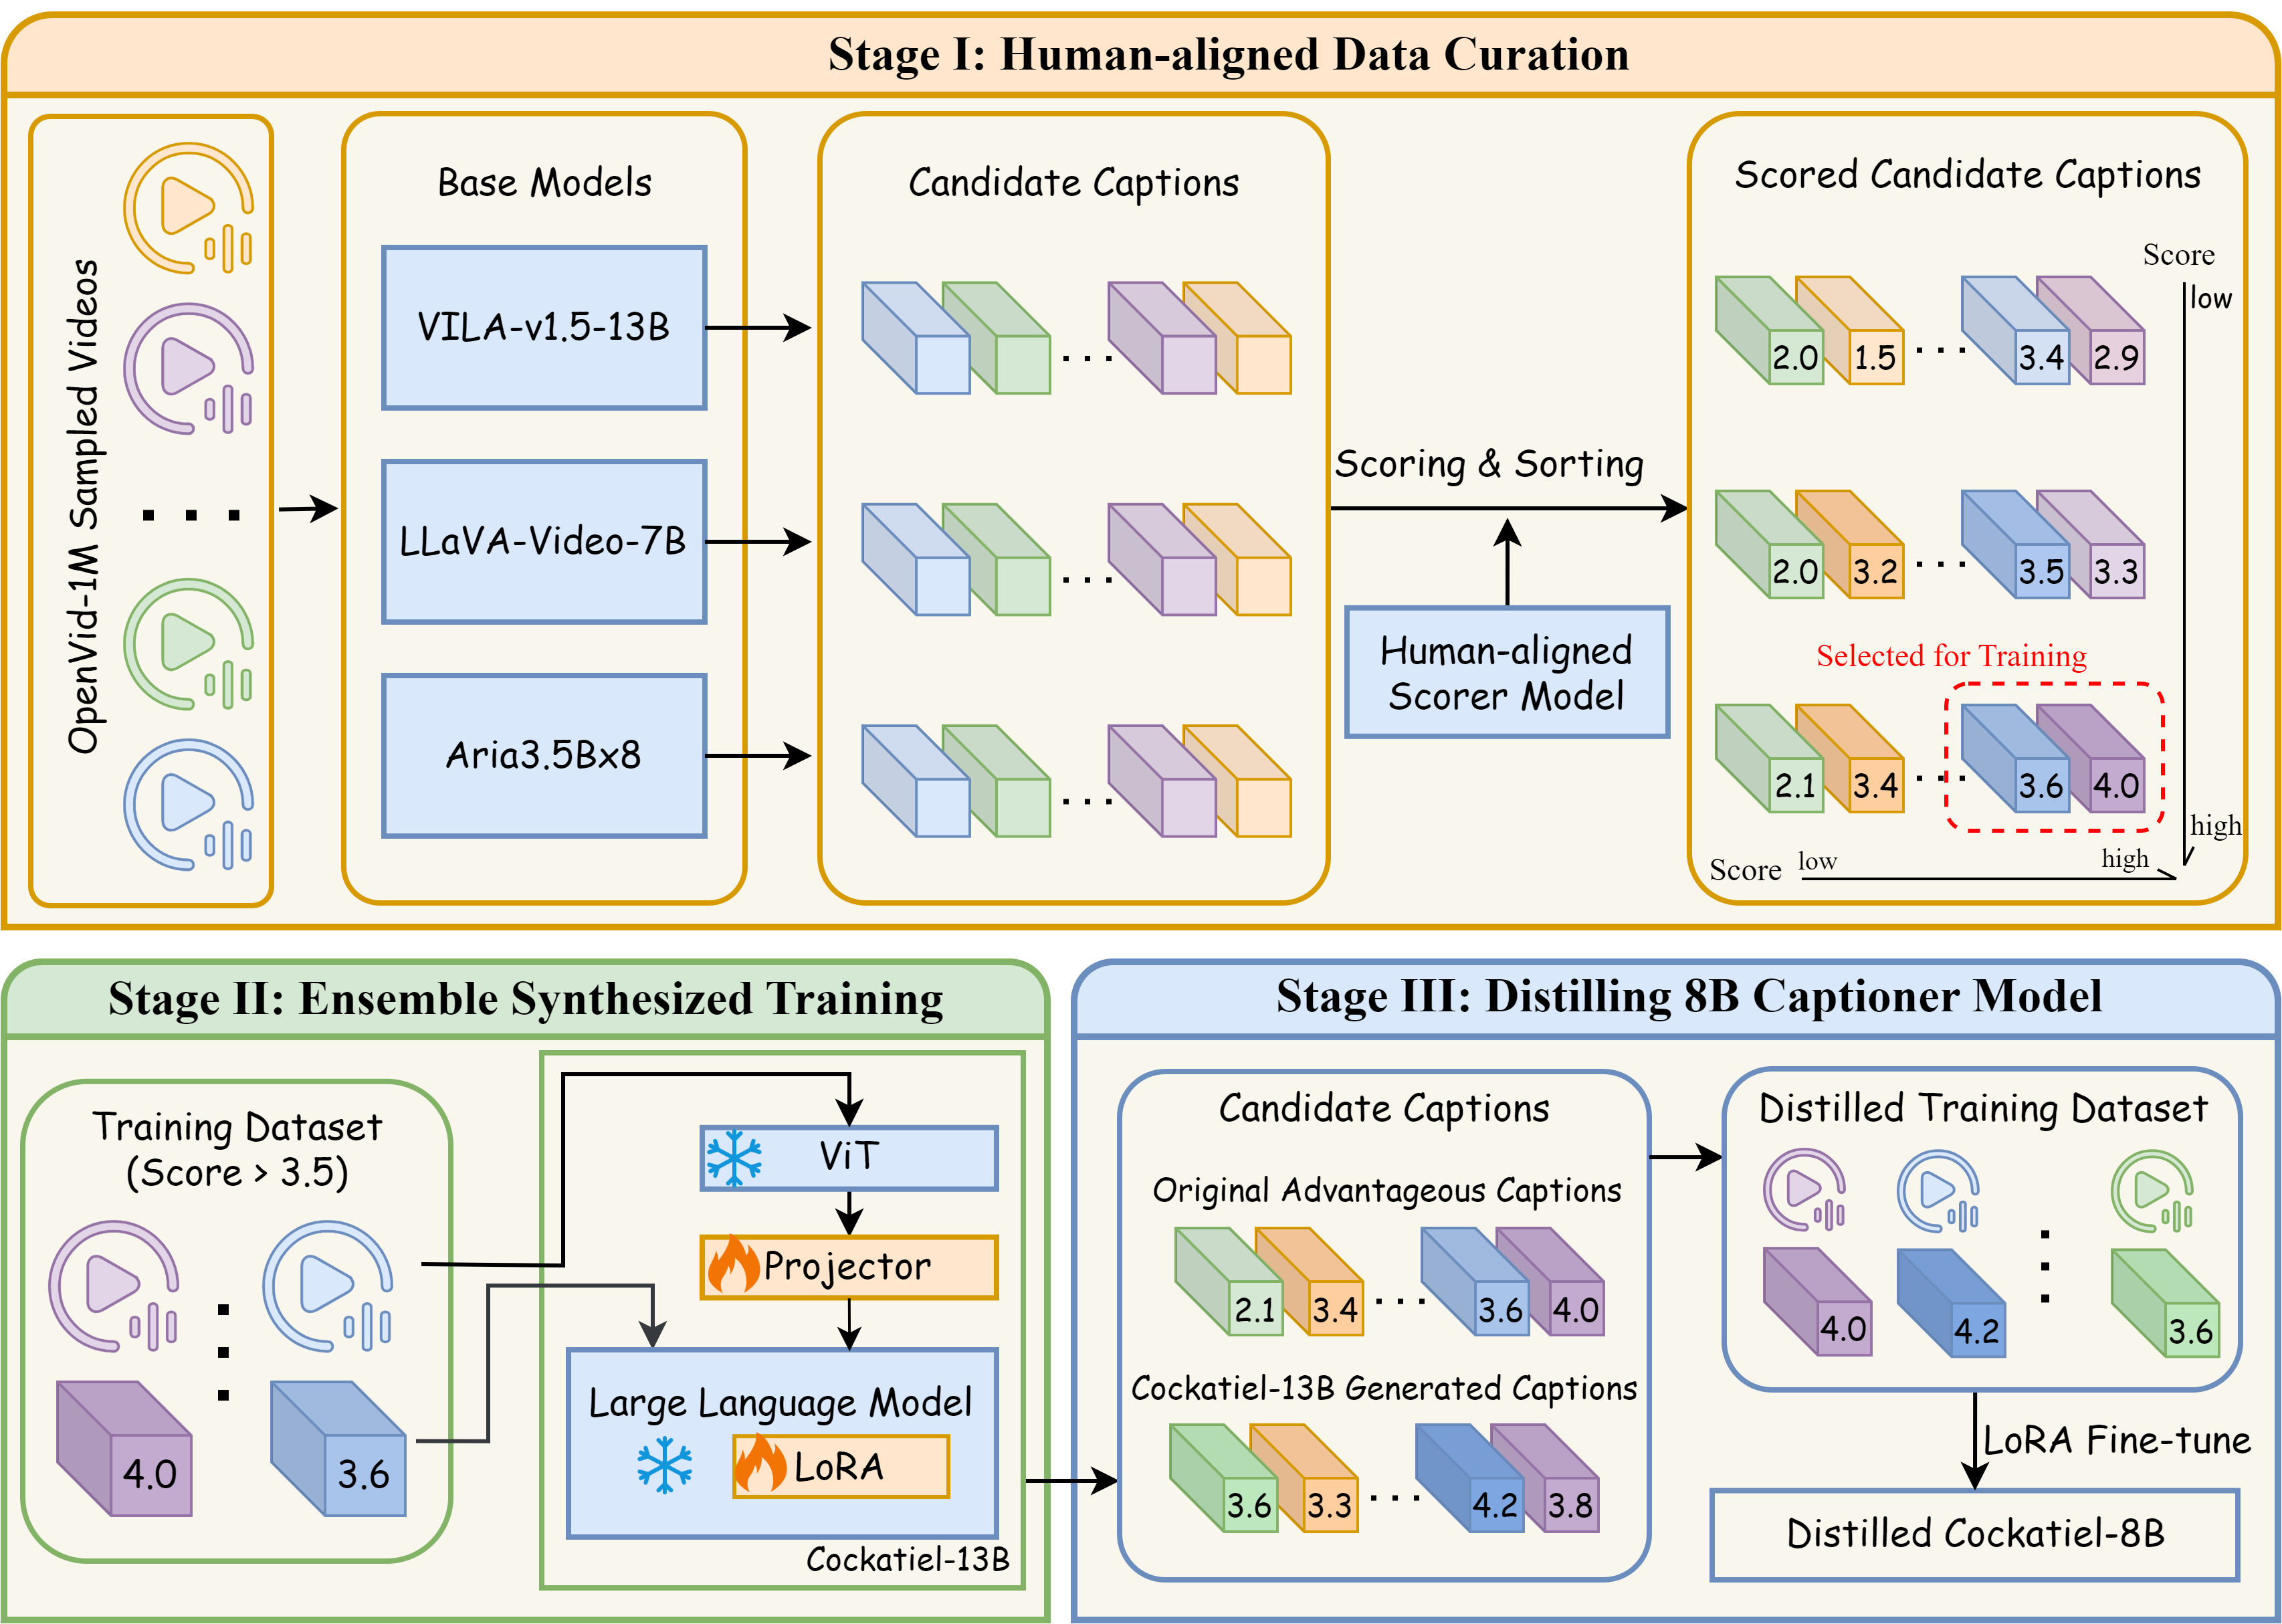 Stage I: Human-aligned Data Curation
OpenVid-1M Sampled Videos
Base Models
VILA-v1.5-13B
LLaVA-Video-7B
Aria3.5Bx8
Candidate Captions
Scoring & Sorting
Human-aligned
Scorer Model
Scored Candidate Captions
Score
low
2.0 1.5 ... 3.4 2.9
2.0 3.2 ... 3.5 3.3
Selected for Training
2.1 3.4 ... 3.6 4.0
high
Score low high
Stage II: Ensemble Synthesized Training
Training Dataset
(Score > 3.5)
4.0 3.6
ViT
Projector
Large Language Model
LoRA
Cockatiel-13B
Stage III: Distilling 8B Captioner Model
Candidate Captions
Original Advantageous Captions
2.1 3.4 ... 3.6 4.0
Cockatiel-13B Generated Captions
3.6 3.3 ... 4.2 3.8
Distilled Training Dataset
4.0 4.2 3.6
LoRA Fine-tune
Distilled Cockatiel-8B